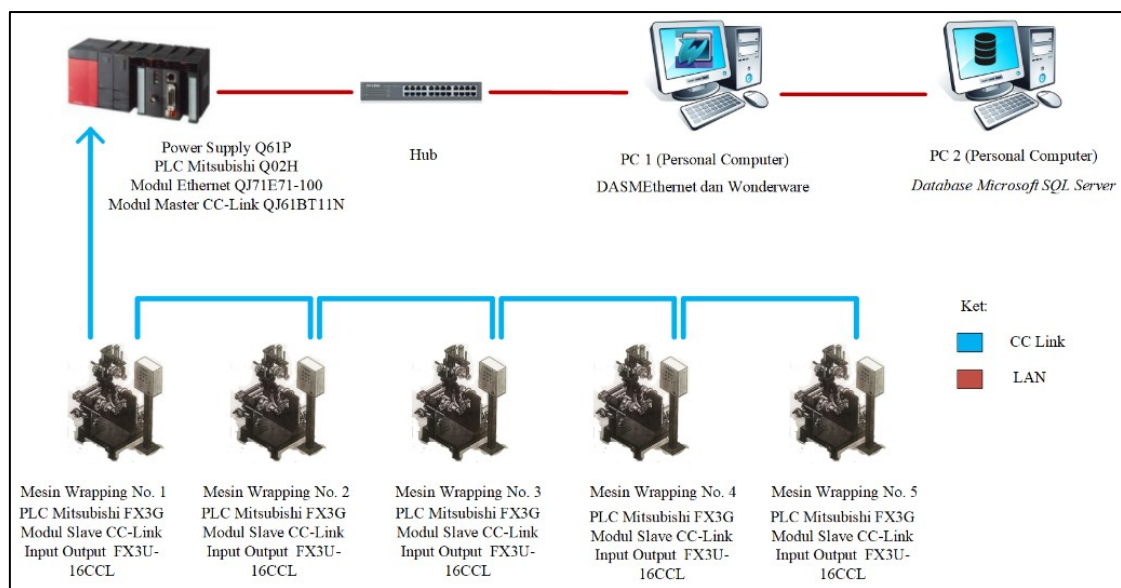 Power Supply Q61P
PLC Mitsubishi Q02H
Modul Ethernet QJ71E71-100
Modul Master CC-Link QJ61BT11N
Hub
PC 1 (Personal Computer)
DASMEthernet dan Wonderware
PC 2 (Personal Computer)
Database Microsoft SQL Server
Ket:
CC Link
LAN
Mesin Wrapping No. 1
PLC Mitsubishi FX3G
Modul Slave CC-Link
Input Output FX3U-
16CCL
Mesin Wrapping No. 2
PLC Mitsubishi FX3G
Modul Slave CC-Link
Input Output FX3U-
16CCL
Mesin Wrapping No. 3
PLC Mitsubishi FX3G
Modul Slave CC-Link
Input Output FX3U-
16CCL
Mesin Wrapping No. 4
PLC Mitsubishi FX3G
Modul Slave CC-Link
Input Output FX3U-
16CCL
Mesin Wrapping No. 5
PLC Mitsubishi FX3G
Modul Slave CC-Link
Input Output FX3U-
16CCL